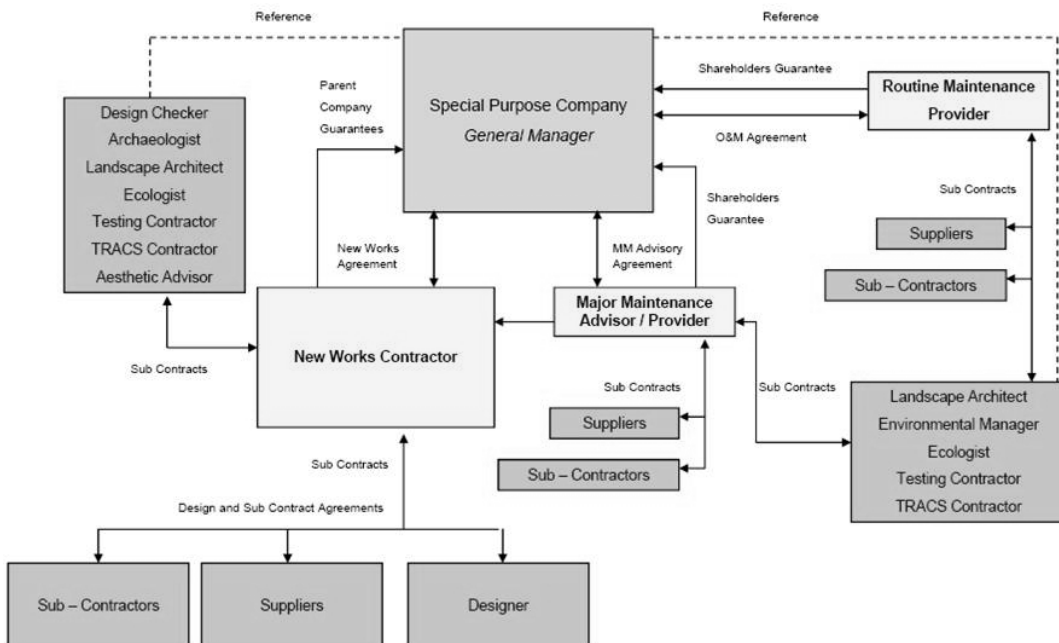 Reference
Reference
Parent
Company
Guarantees
Special Purpose Company
General Manager
Shareholders Guarantee
O&M Agreement
Routine Maintenance
Provider
Design Checker
Archaeologist
Landscape Architect
Ecologist
Testing Contractor
TRACS Contractor
Aesthetic Advisor
Sub Contracts
Suppliers
Sub – Contractors
Shareholders
Guarantee
New Works
Agreement
MM Advisory
Agreement
New Works Contractor
Major Maintenance
Advisor / Provider
Sub Contracts
Sub Contracts
Suppliers
Sub – Contractors
Sub Contracts
Landscape Architect
Environmental Manager
Ecologist
Testing Contractor
TRACS Contractor
Sub Contracts
Design and Sub Contract Agreements
Sub – Contractors
Suppliers
Designer